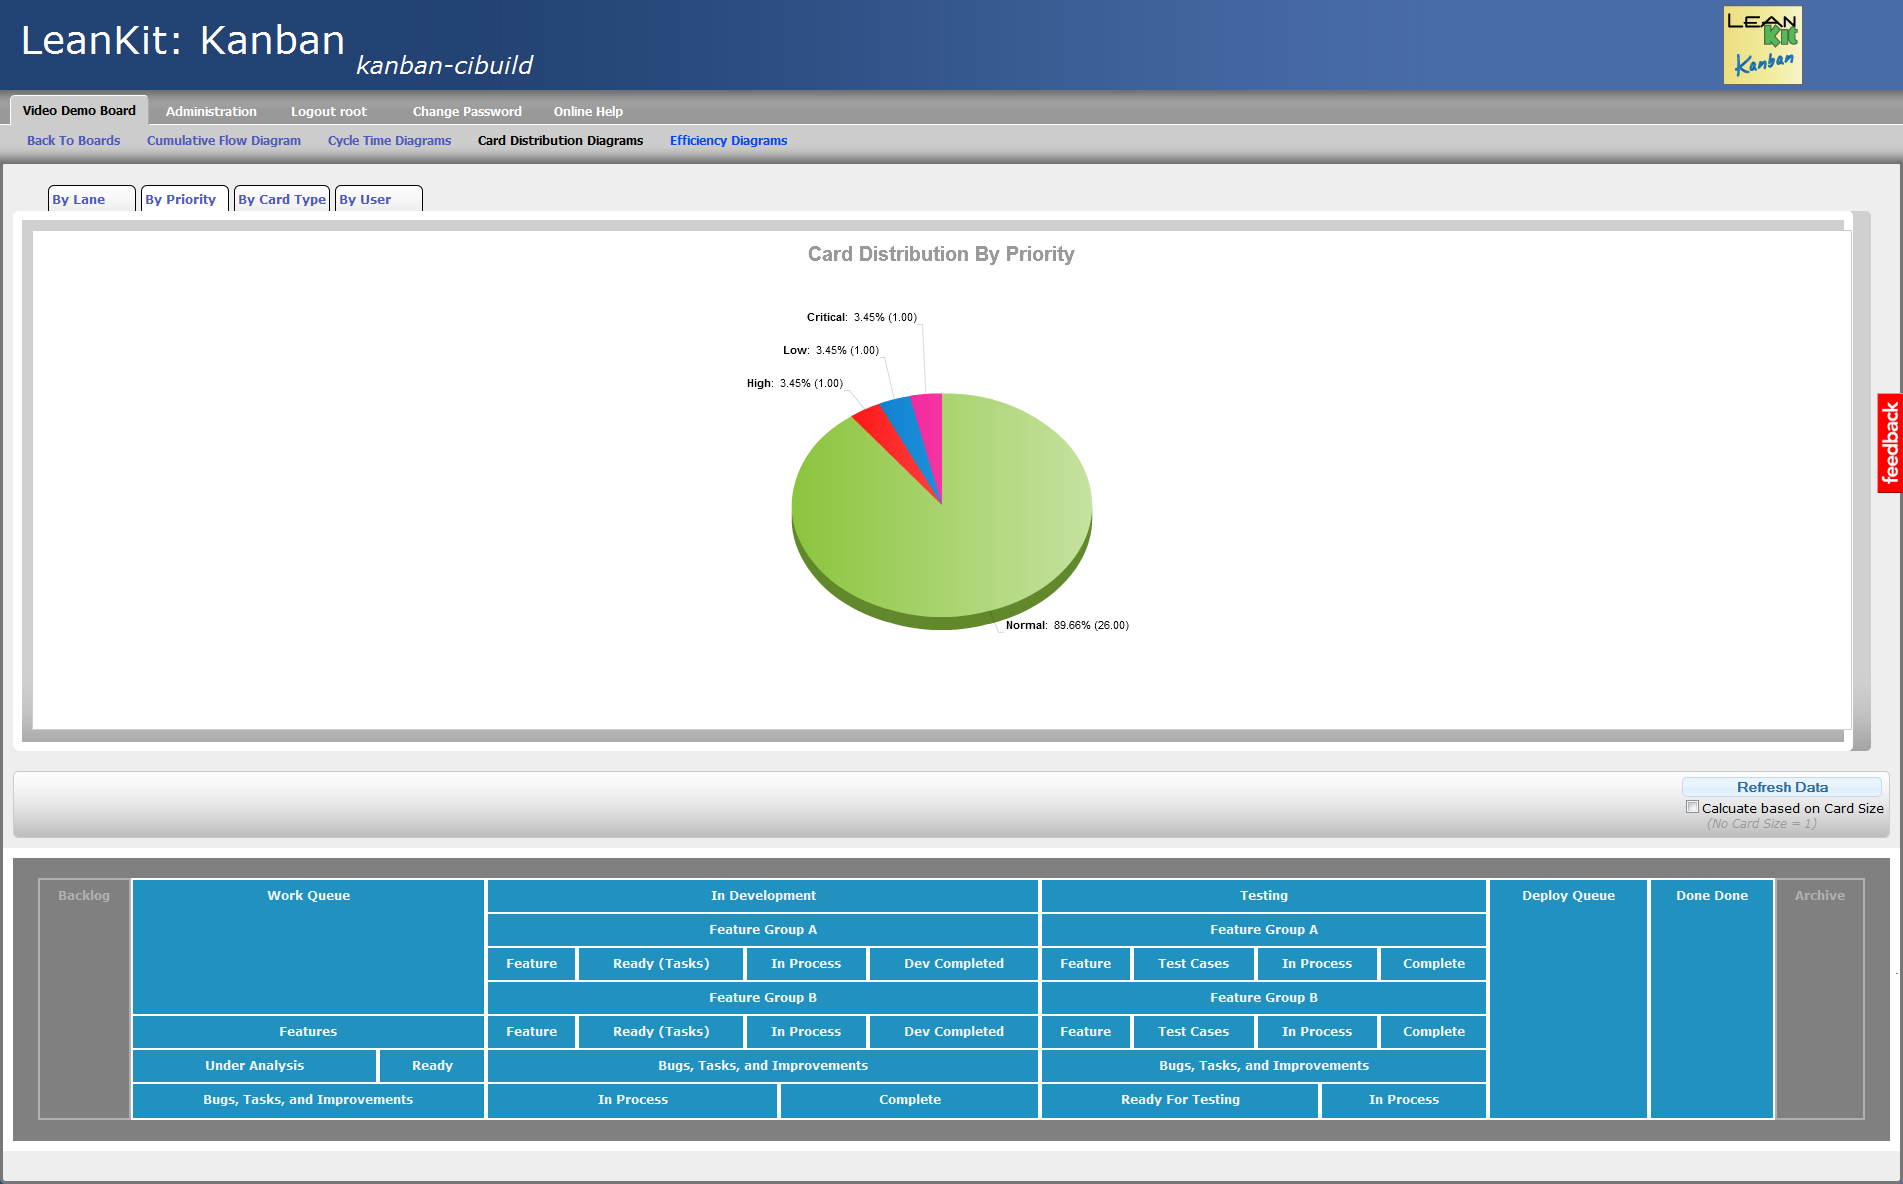 LeanKit: Kanban
kanban-cibuild
LEAN
Kit
Kanban
Video Demo Board Administration Logout root Change Password Online Help
Back To Boards Cumulative Flow Diagram Cycle Time Diagrams Card Distribution Diagrams Efficiency Diagrams
By Lane By Priority By Card Type By User
Card Distribution By Priority
Critical: 3.45% (1.00)
Low: 3.45% (1.00)
High: 3.45% (1.00)
Normal: 89.66% (26.00)
feedback
Refresh Data
Calcuate based on Card Size
(No Card Size = 1)
Backlog Work Queue In Development Testing Deploy Queue Done Done Archive
Feature Group A Feature Group A
Feature Ready (Tasks) In Process Dev Completed Feature Test Cases In Process Complete
Feature Group B Feature Group B
Features Feature Ready (Tasks) In Process Dev Completed Feature Test Cases In Process Complete
Under Analysis Ready Bugs, Tasks, and Improvements Bugs, Tasks, and Improvements
Bugs, Tasks, and Improvements In Process Complete Ready For Testing In Process